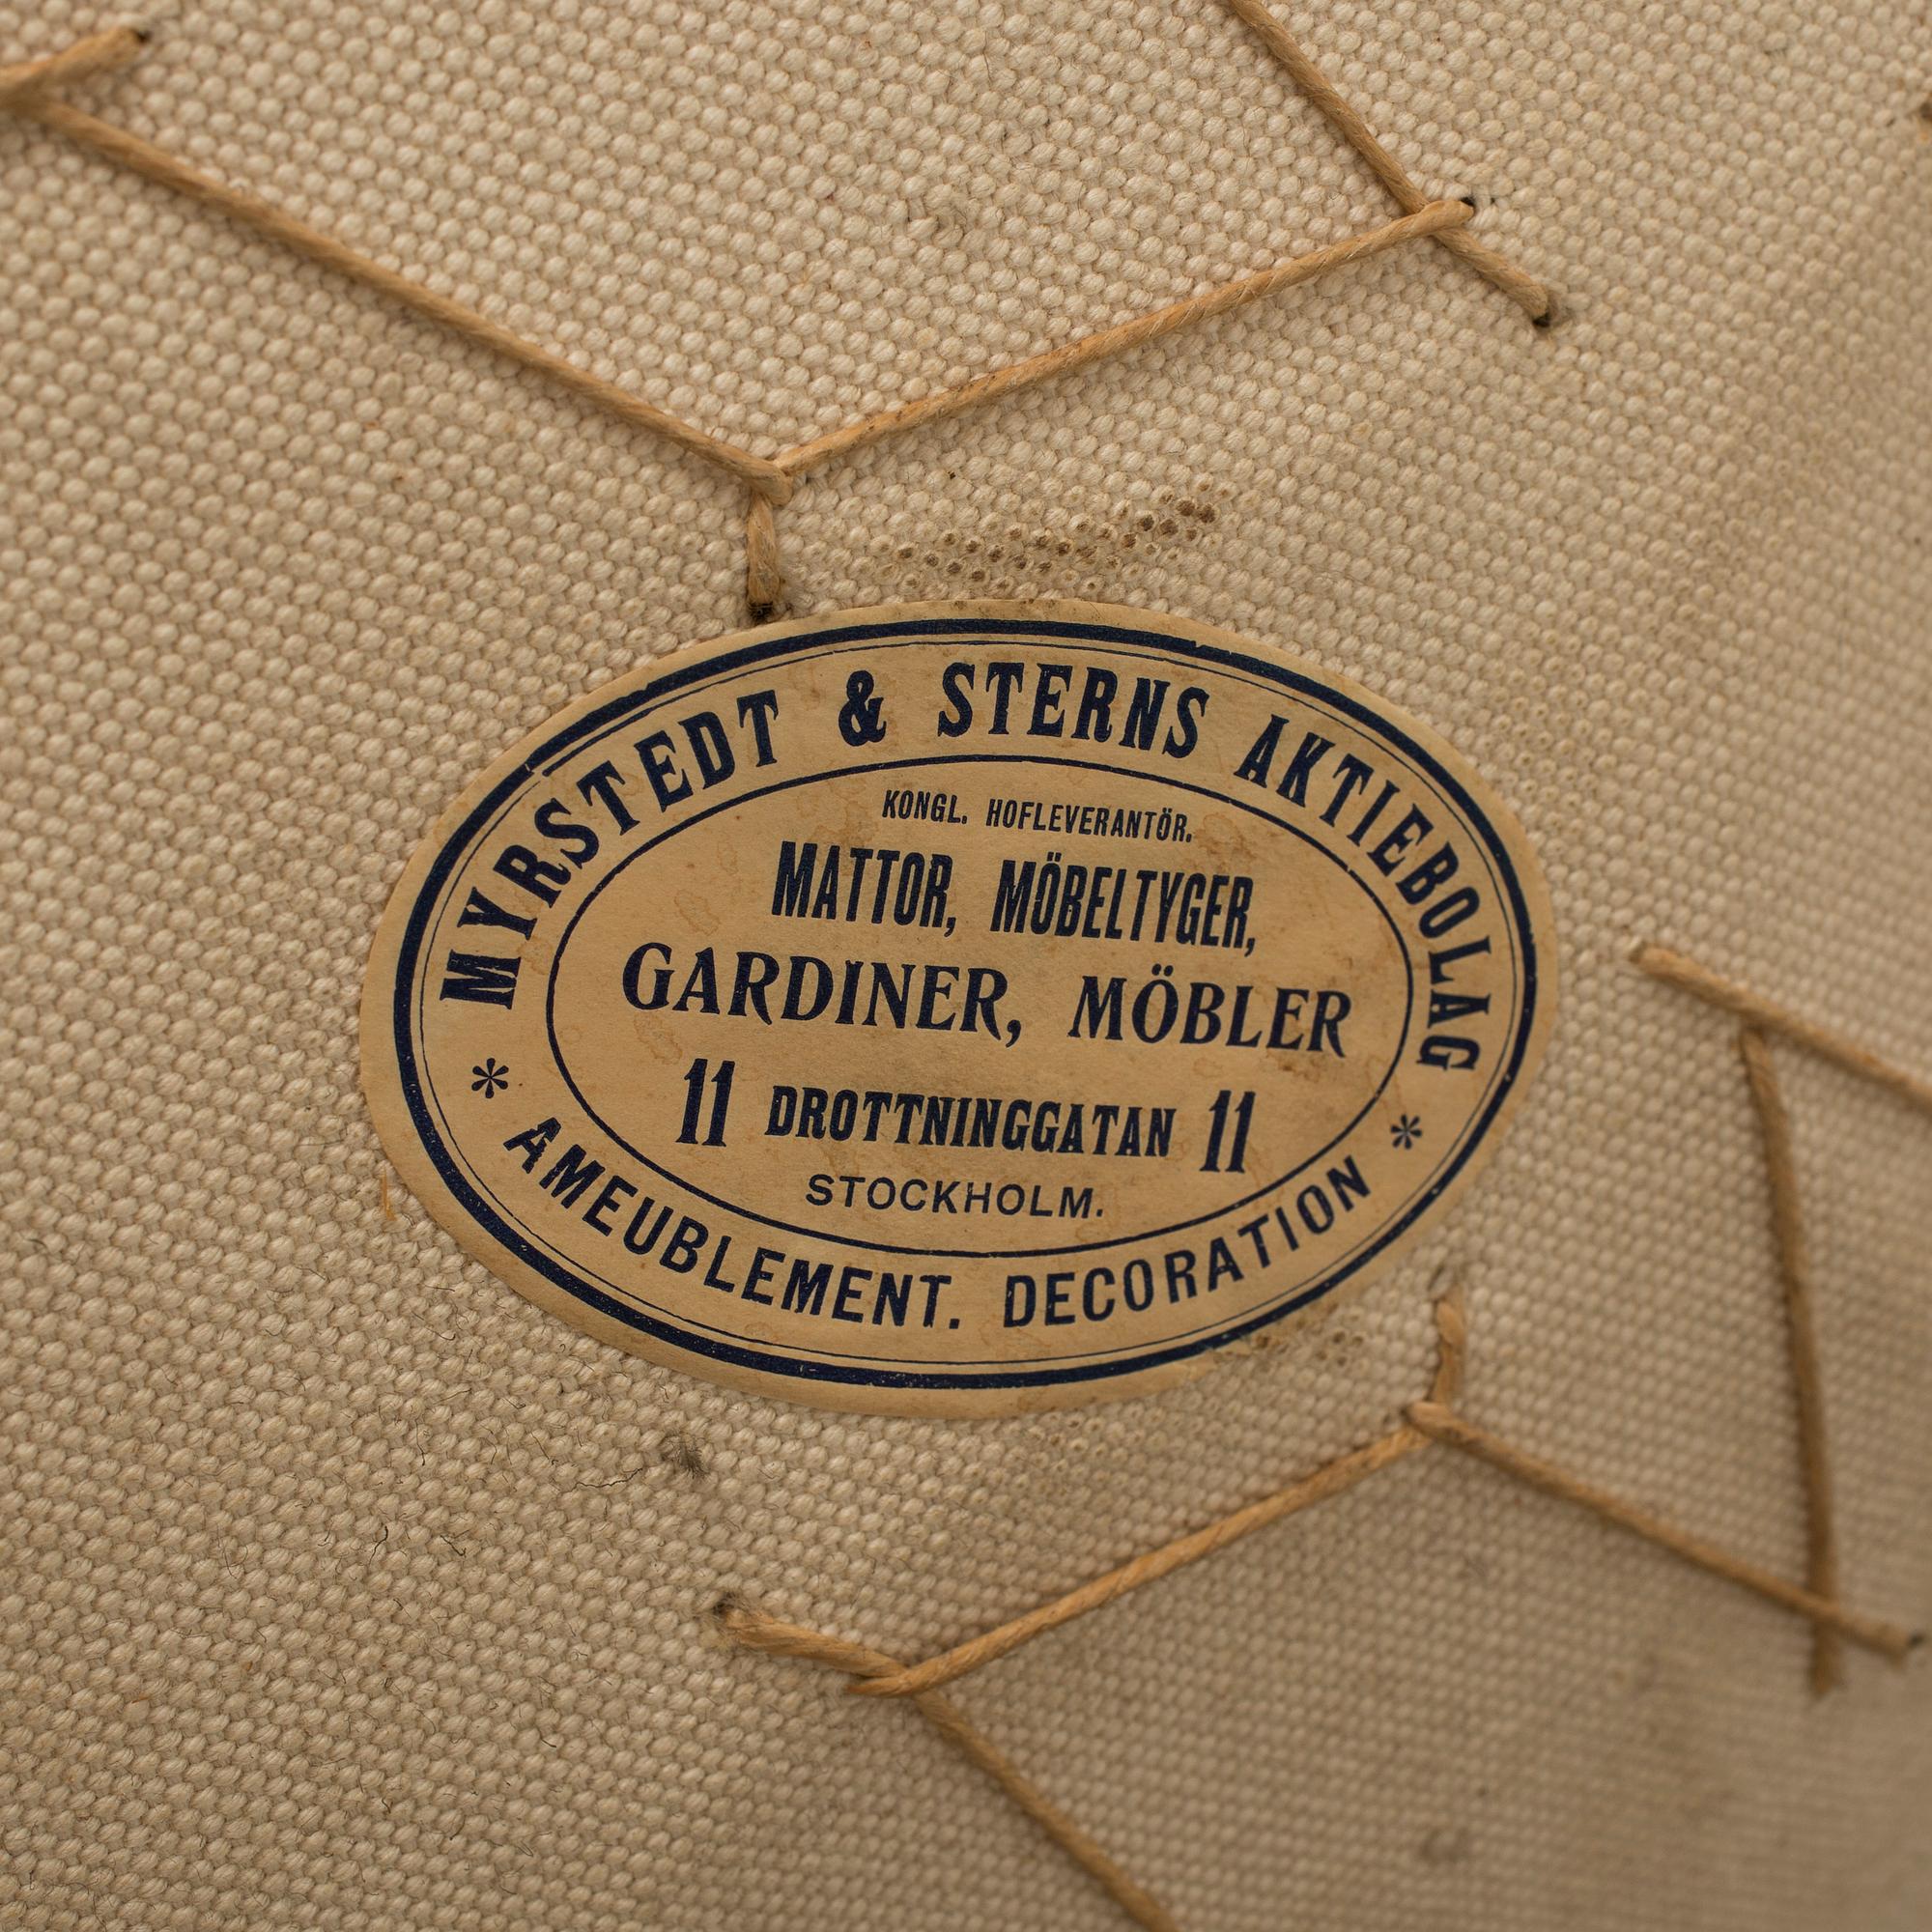 MYRSTEDT & STERNS AKTIEBOLAG
KONGL. HOFLEVERANTÖR.
MATTOR, MÖBELTYGER,
GARDINER, MÖBLER
11 DROTTNINGGATAN 11
STOCKHOLM.
* AMEUBLEMENT. DECORATION *